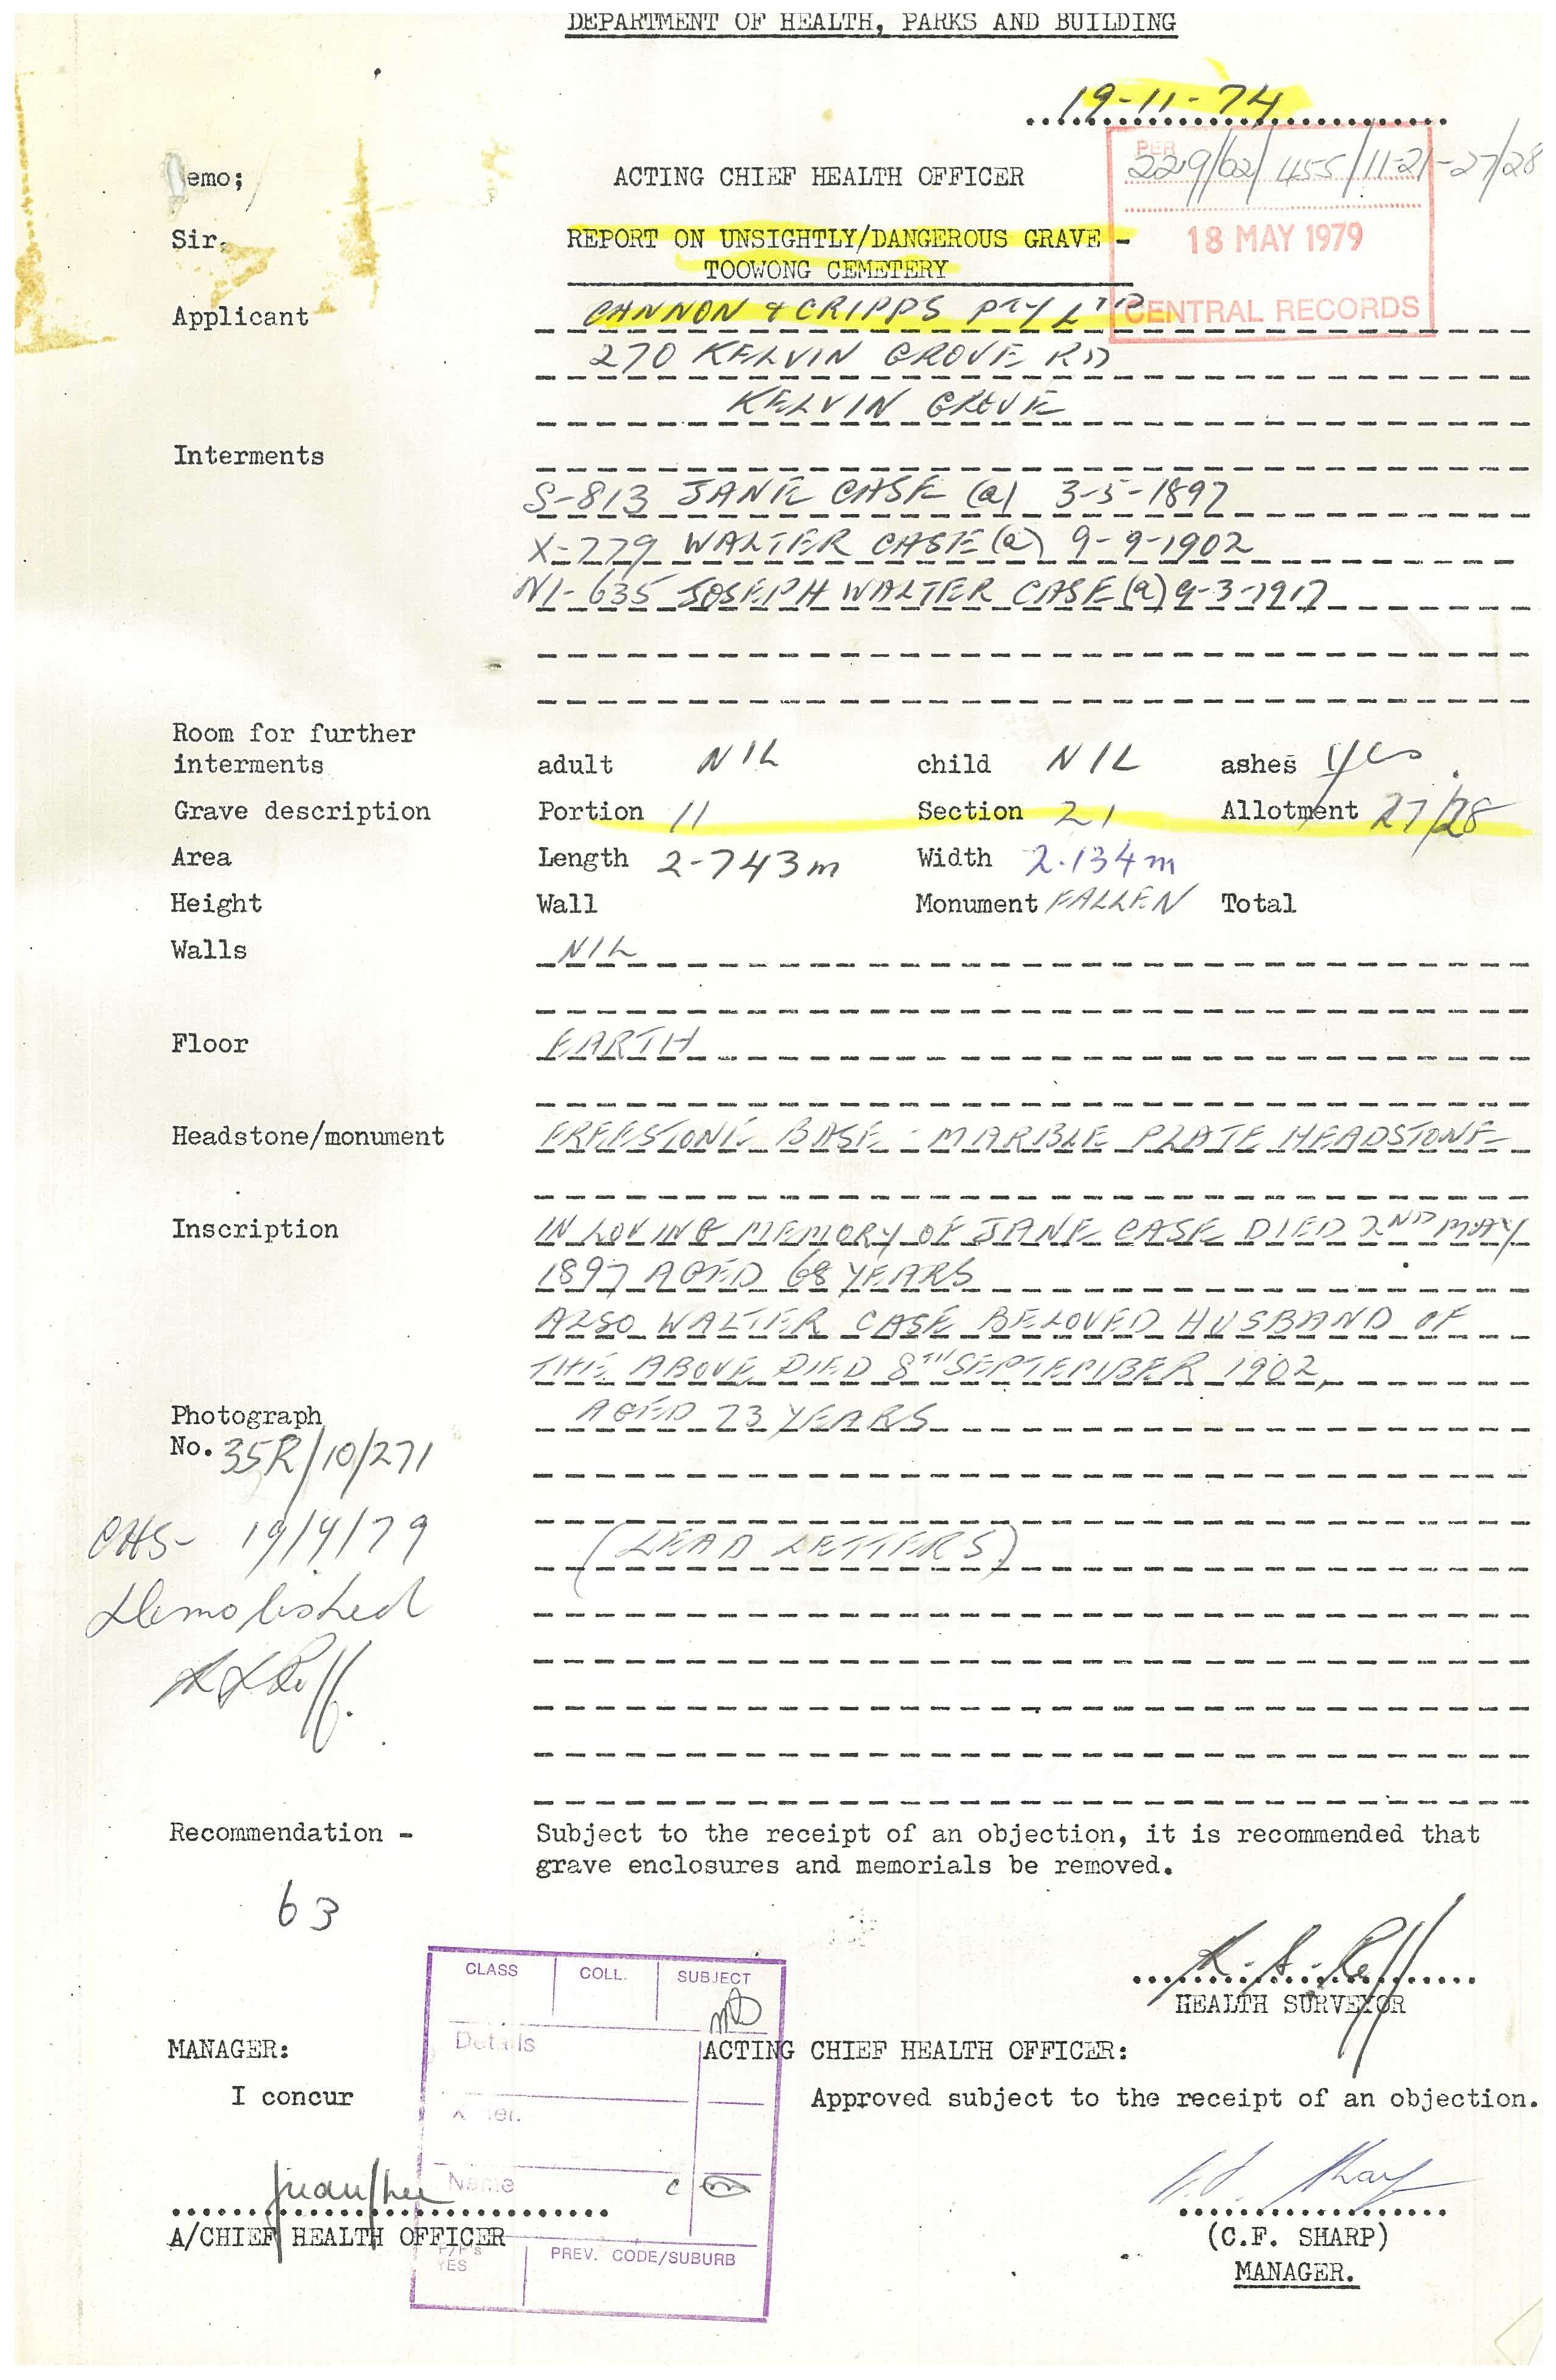 DEPARTMENT OF HEALTH, PARKS AND BUILDING
19-11-74
emo; ACTING CHIEF HEALTH OFFICER
PER
229/62/455/11-21-27/28
Sir, REPORT ON UNSIGHTLY/DANGEROUS GRAVE -
TOOWONG CEMETERY
18 MAY 1979
CENTRAL RECORDS
Applicant CANNON & CRIPPS PTY LTD
270 KELVIN GROVE RD
KELVIN GROVE
Interments
S-813 JANE CASE (a) 3-5-1897
X-779 WALTER CASE (a) 9-9-1902
N1-635 JOSEPH WALTER CASE (a) 9-3-1917
Room for further
interments adult NIL child NIL ashes yes
Grave description Portion 11 Section 21 Allotment 27/28
Area Length 2-743m Width 2.134m
Height Wall Monument FALLEN Total
Walls NIL
Floor EARTH
Headstone/monument FREESTONE BASE - MARBLE PLATE HEADSTONE
Inscription IN LOVING MEMORY OF JANE CASE DIED 2ND MAY
1897 AGED 68 YEARS
ALSO WALTER CASE BELOVED HUSBAND OF
THE ABOVE DIED 8TH SEPTEMBER 1902,
AGED 73 YEARS
Photograph
No. 35R/10/271
CHS- 19/4/79
(LEAD LETTERS)
Demolished
Recommendation - Subject to the receipt of an objection, it is recommended that
grave enclosures and memorials be removed.
63
HEALTH SURVEYOR
CLASS COLL. SUBJECT
Details
MANAGER: ACTING CHIEF HEALTH OFFICER:
I concur Approved subject to the receipt of an objection.
Name
A/CHIEF HEALTH OFFICER
YES
PREV. CODE/SUBURB
(C.F. SHARP)
MANAGER.